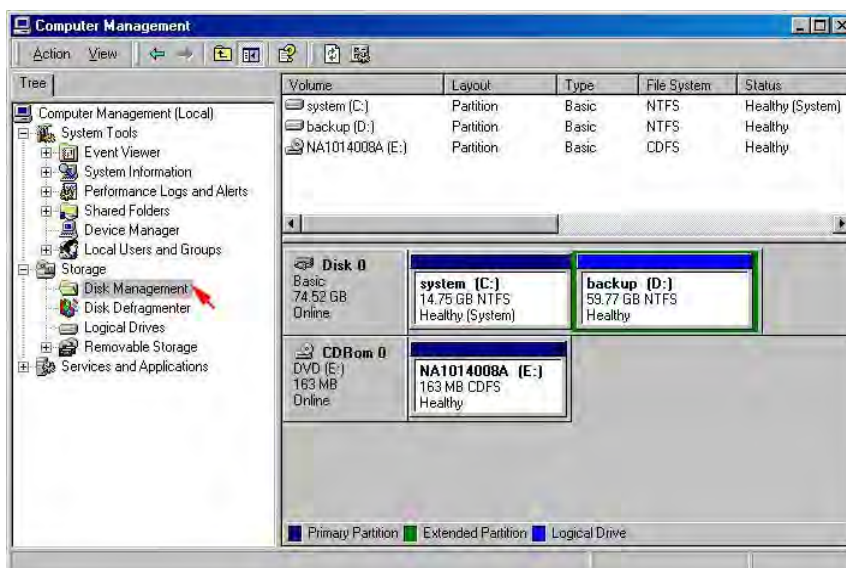 Computer Management
Action View
Tree
Computer Management (Local)
System Tools
Event Viewer
System Information
Performance Logs and Alerts
Shared Folders
Device Manager
Local Users and Groups
Storage
Disk Management
Disk Defragmenter
Logical Drives
Removable Storage
Services and Applications
Volume Layout Type File System Status
system (C:) Partition Basic NTFS Healthy (System)
backup (D:) Partition Basic NTFS Healthy
NA1014008A (E:) Partition Basic CDFS Healthy
Disk 0
Basic
74.52 GB
Online
system (C:)
14.75 GB NTFS
Healthy (System)
backup (D:)
59.77 GB NTFS
Healthy
CDRom 0
DVD (E:)
163 MB
Online
NA1014008A (E:)
163 MB CDFS
Healthy
Primary Partition Extended Partition Logical Drive